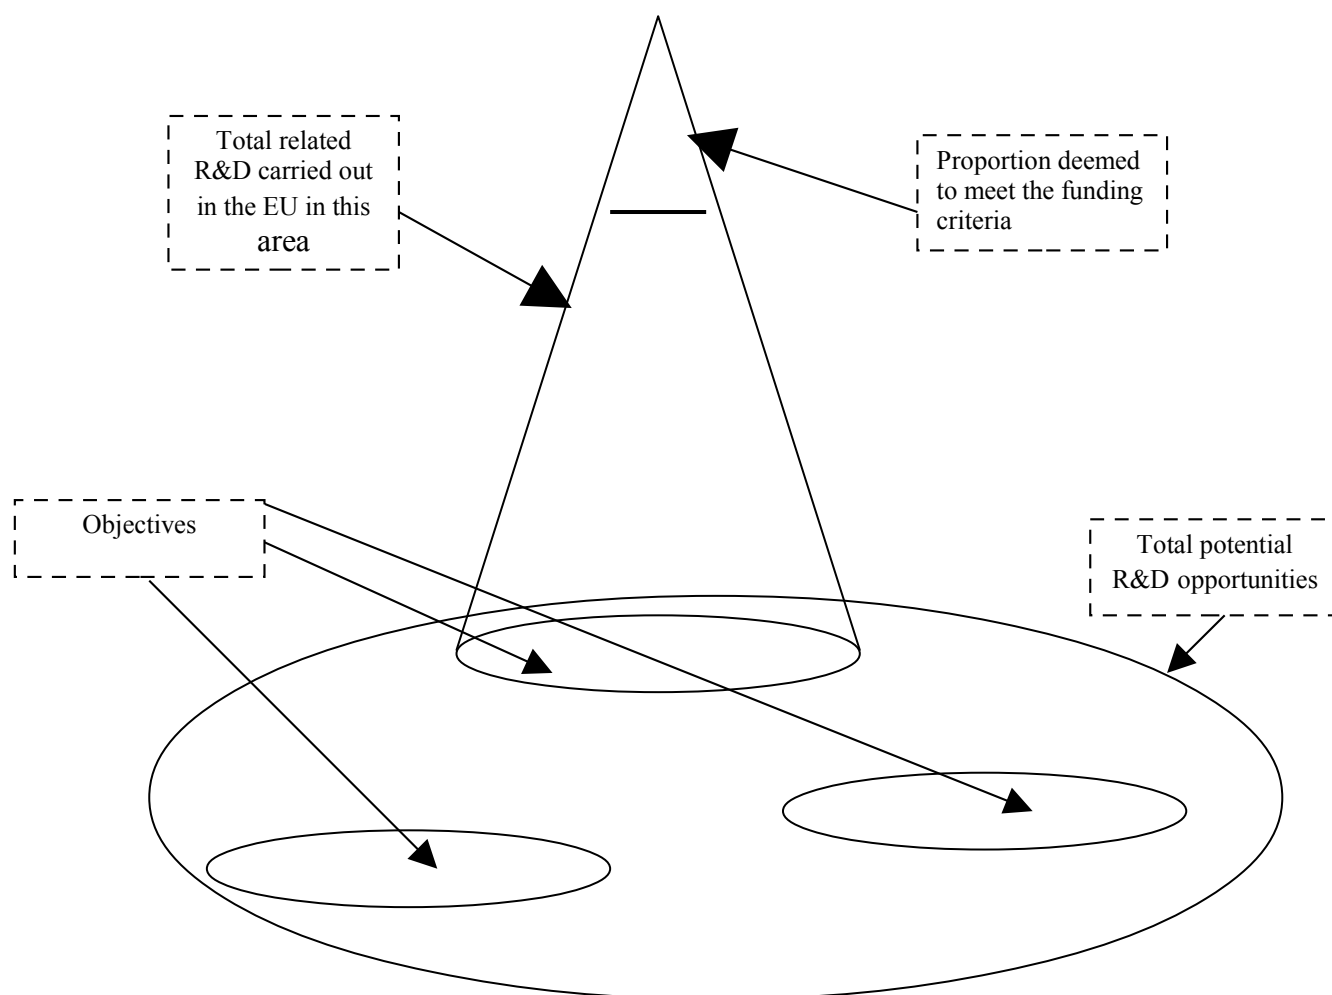 Total related
R&D carried out
in the EU in this
area
Proportion deemed
to meet the funding
criteria
Objectives
Total potential
R&D opportunities